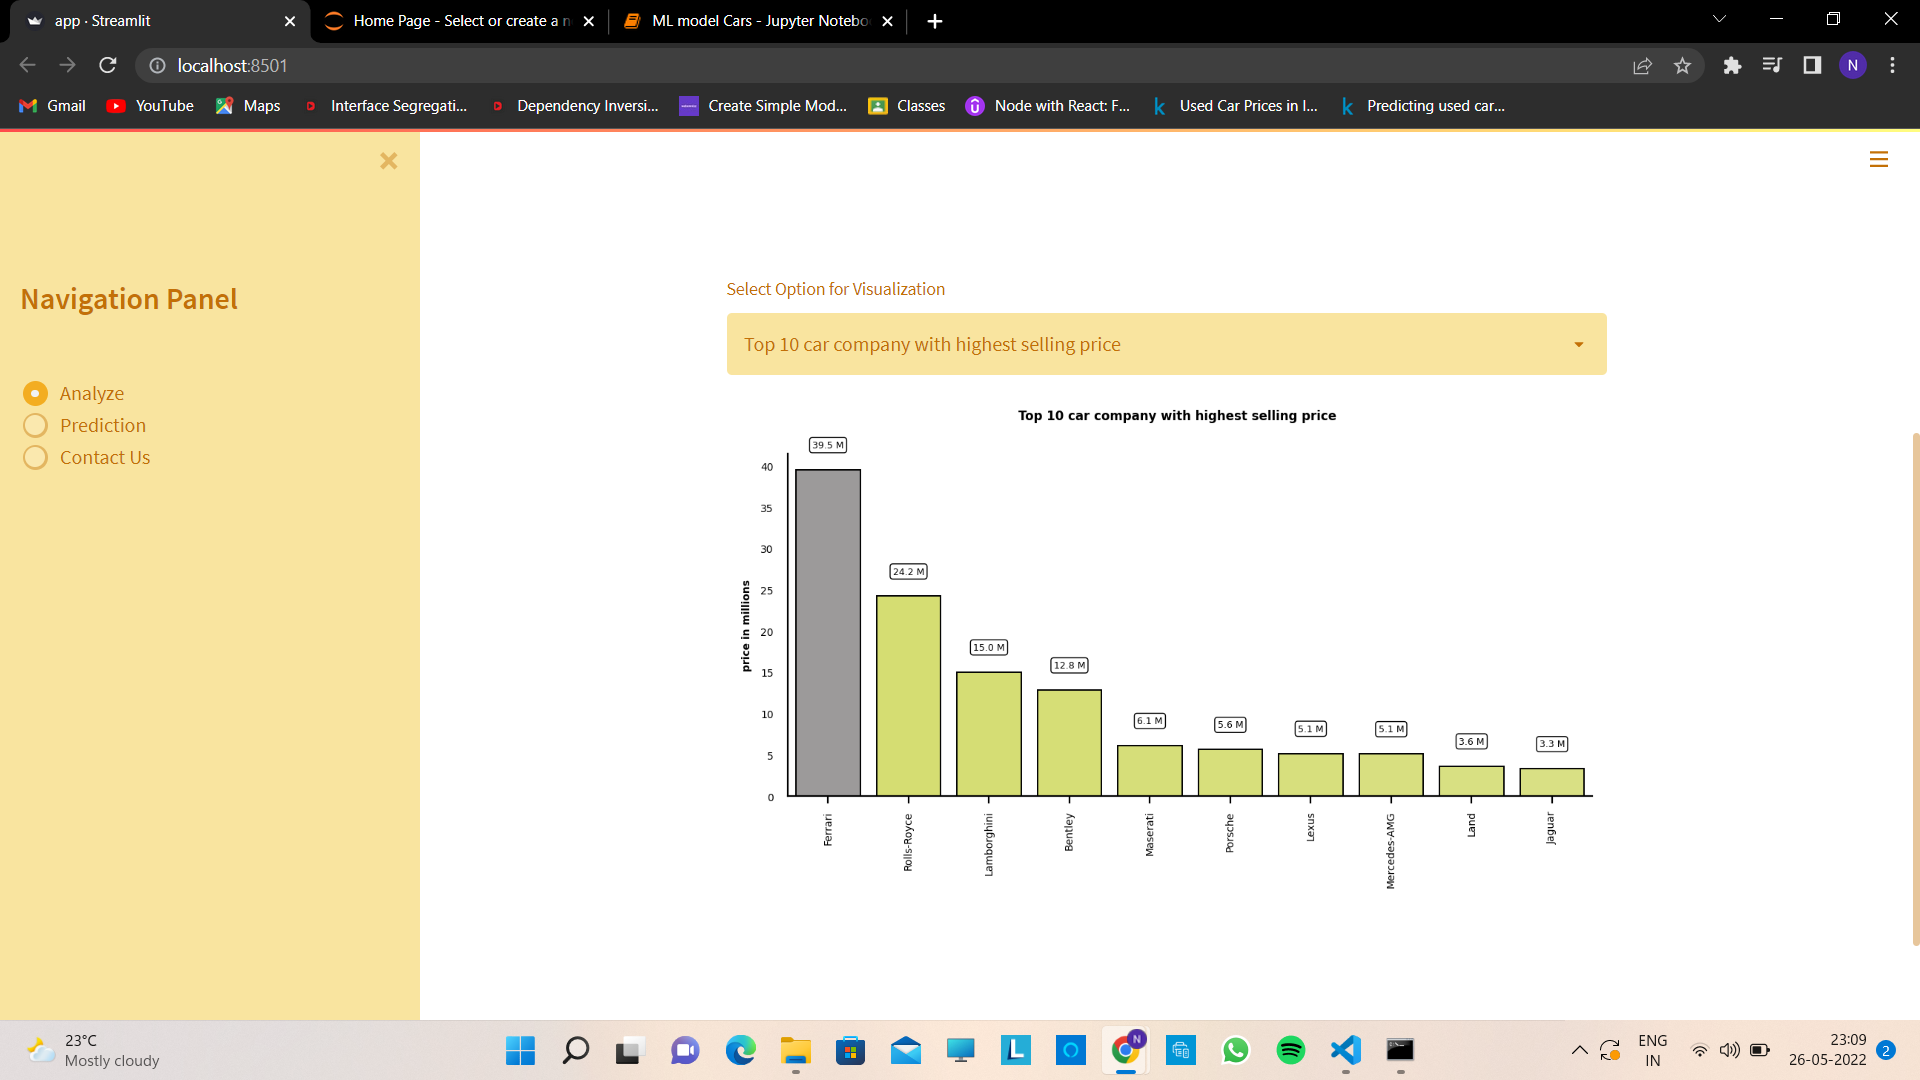 app · Streamlit
Home Page - Select or create a n
ML model Cars - Jupyter Notebo
localhost:8501
N
Gmail
YouTube
Maps
Interface Segregati...
Dependency Inversi...
Create Simple Mod...
Classes
Node with React: F...
Used Car Prices in I...
Predicting used car...
Navigation Panel
Analyze
Prediction
Contact Us
Select Option for Visualization
Top 10 car company with highest selling price
Top 10 car company with highest selling price
price in millions
40
35
30
25
20
15
10
5
0
39.5 M
24.2 M
15.0 M
12.8 M
6.1 M
5.6 M
5.1 M
5.1 M
3.6 M
3.3 M
Ferrari
Rolls-Royce
Lamborghini
Bentley
Maserati
Porsche
Lexus
Mercedes-AMG
Land
Jaguar
23°C
Mostly cloudy
L
N
ENG
IN
23:09
26-05-2022
2